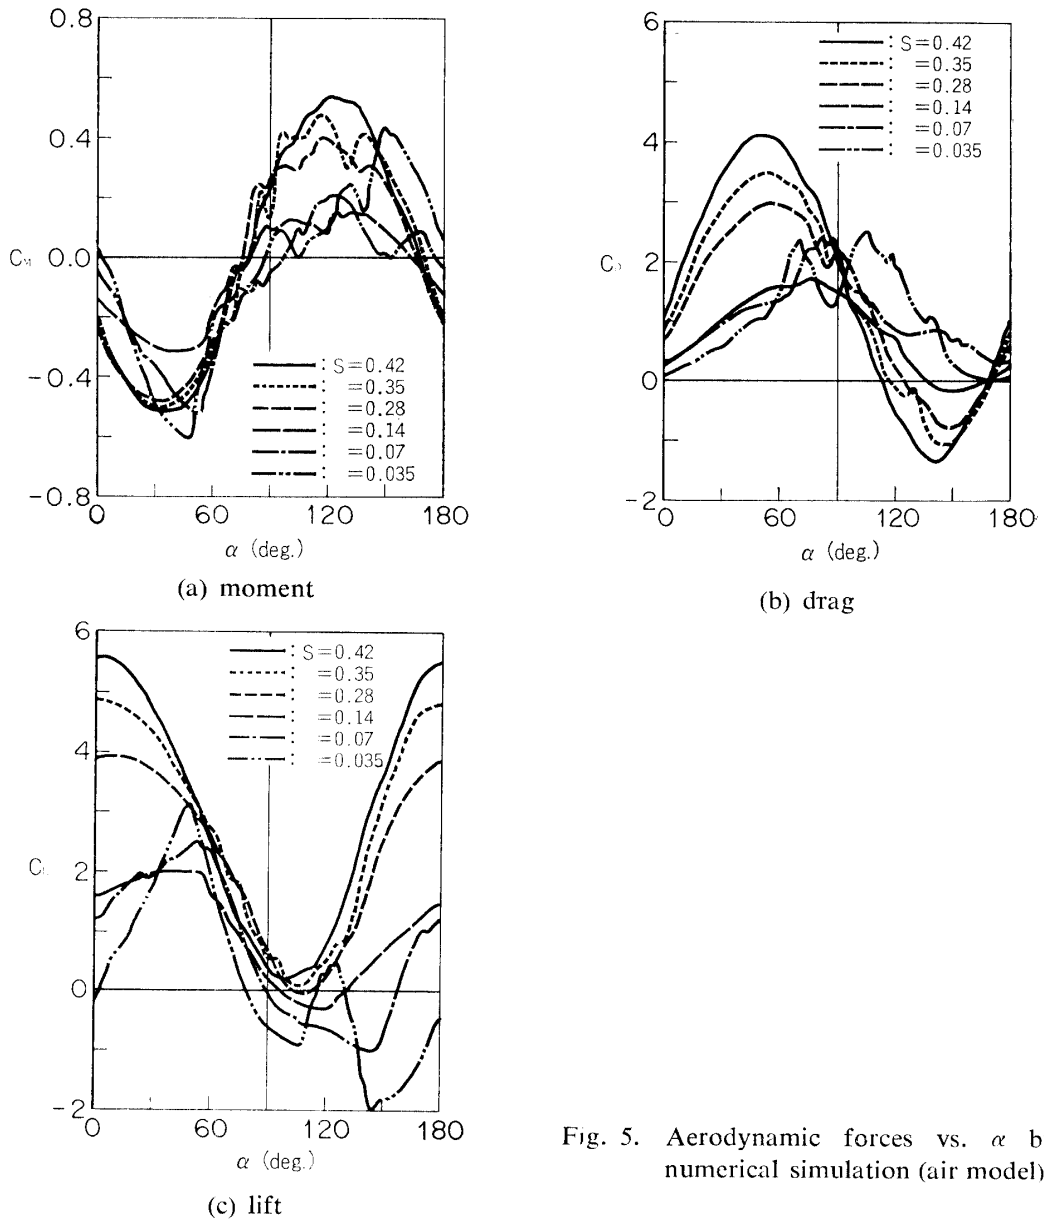 0.8
0.4
C_M 0.0
-0.4
-0.8
0 60 120 180
α (deg.)
: S=0.42
: =0.35
: =0.28
: =0.14
: =0.07
: =0.035
(a) moment
6
4
2
0
-2
C_D
0 60 120 180
α (deg.)
: S=0.42
: =0.35
: =0.28
: =0.14
: =0.07
: =0.035
(b) drag
6
4
2
0
-2
C
0 60 120 180
α (deg.)
: S=0.42
: =0.35
: =0.28
: =0.14
: =0.07
: =0.035
(c) lift
Fig. 5. Aerodynamic forces vs. α b
numerical simulation (air model)